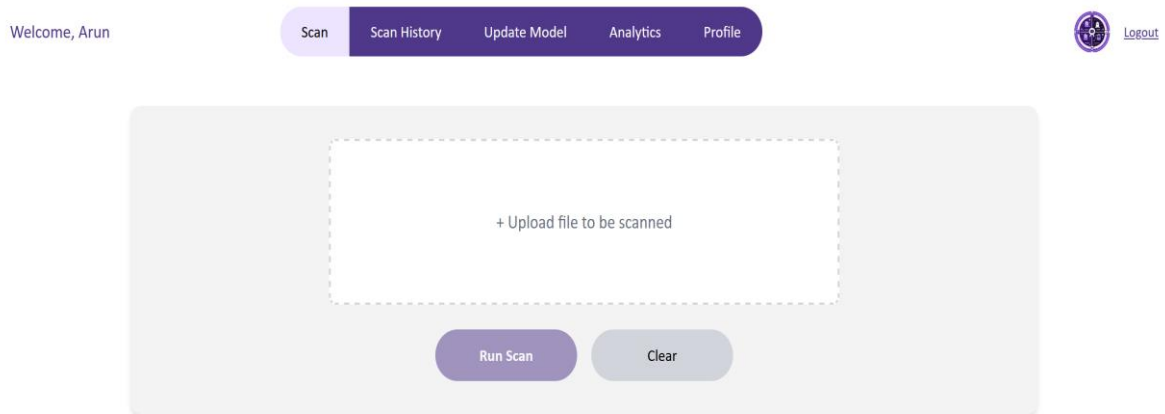 Welcome, Arun
Scan Scan History Update Model Analytics Profile
Logout
+ Upload file to be scanned
Run Scan Clear